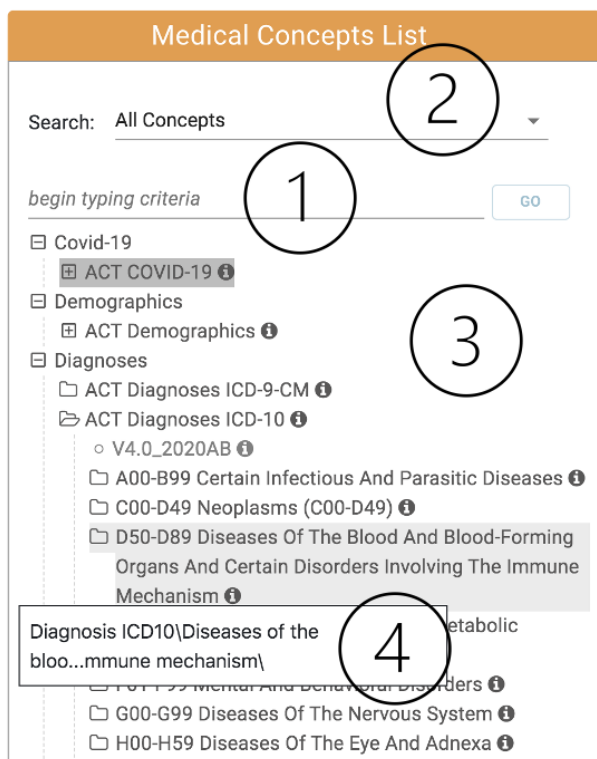 Medical Concepts List
2
Search: All Concepts
1
begin typing criteria
GO
Covid-19
ACT COVID-19
Demographics
ACT Demographics
3
Diagnoses
ACT Diagnoses ICD-9-CM
ACT Diagnoses ICD-10
V4.0_2020AB
A00-B99 Certain Infectious And Parasitic Diseases
C00-D49 Neoplasms (C00-D49)
D50-D89 Diseases Of The Blood And Blood-Forming
Organs And Certain Disorders Involving The Immune
Mechanism
Diagnosis ICD10\Diseases of the
bloo...mmune mechanism\
4
etabolic
Mental And Behavioral Disorders
G00-G99 Diseases Of The Nervous System
H00-H59 Diseases Of The Eye And Adnexa